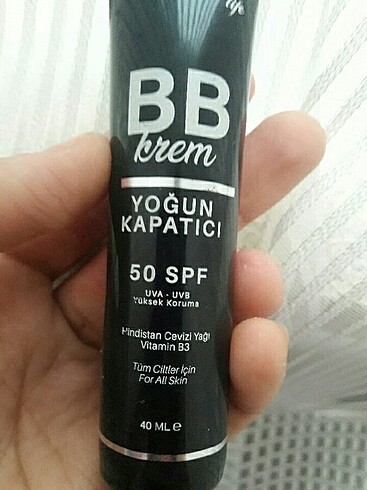 BB
krem
YOĞUN
KAPATICI
50 SPF
UVA - UVB
Yüksek Koruma
Hindistan Cevizi Yağı
Vitamin B3
Tüm Ciltler İçin
For All Skin
40 ML e